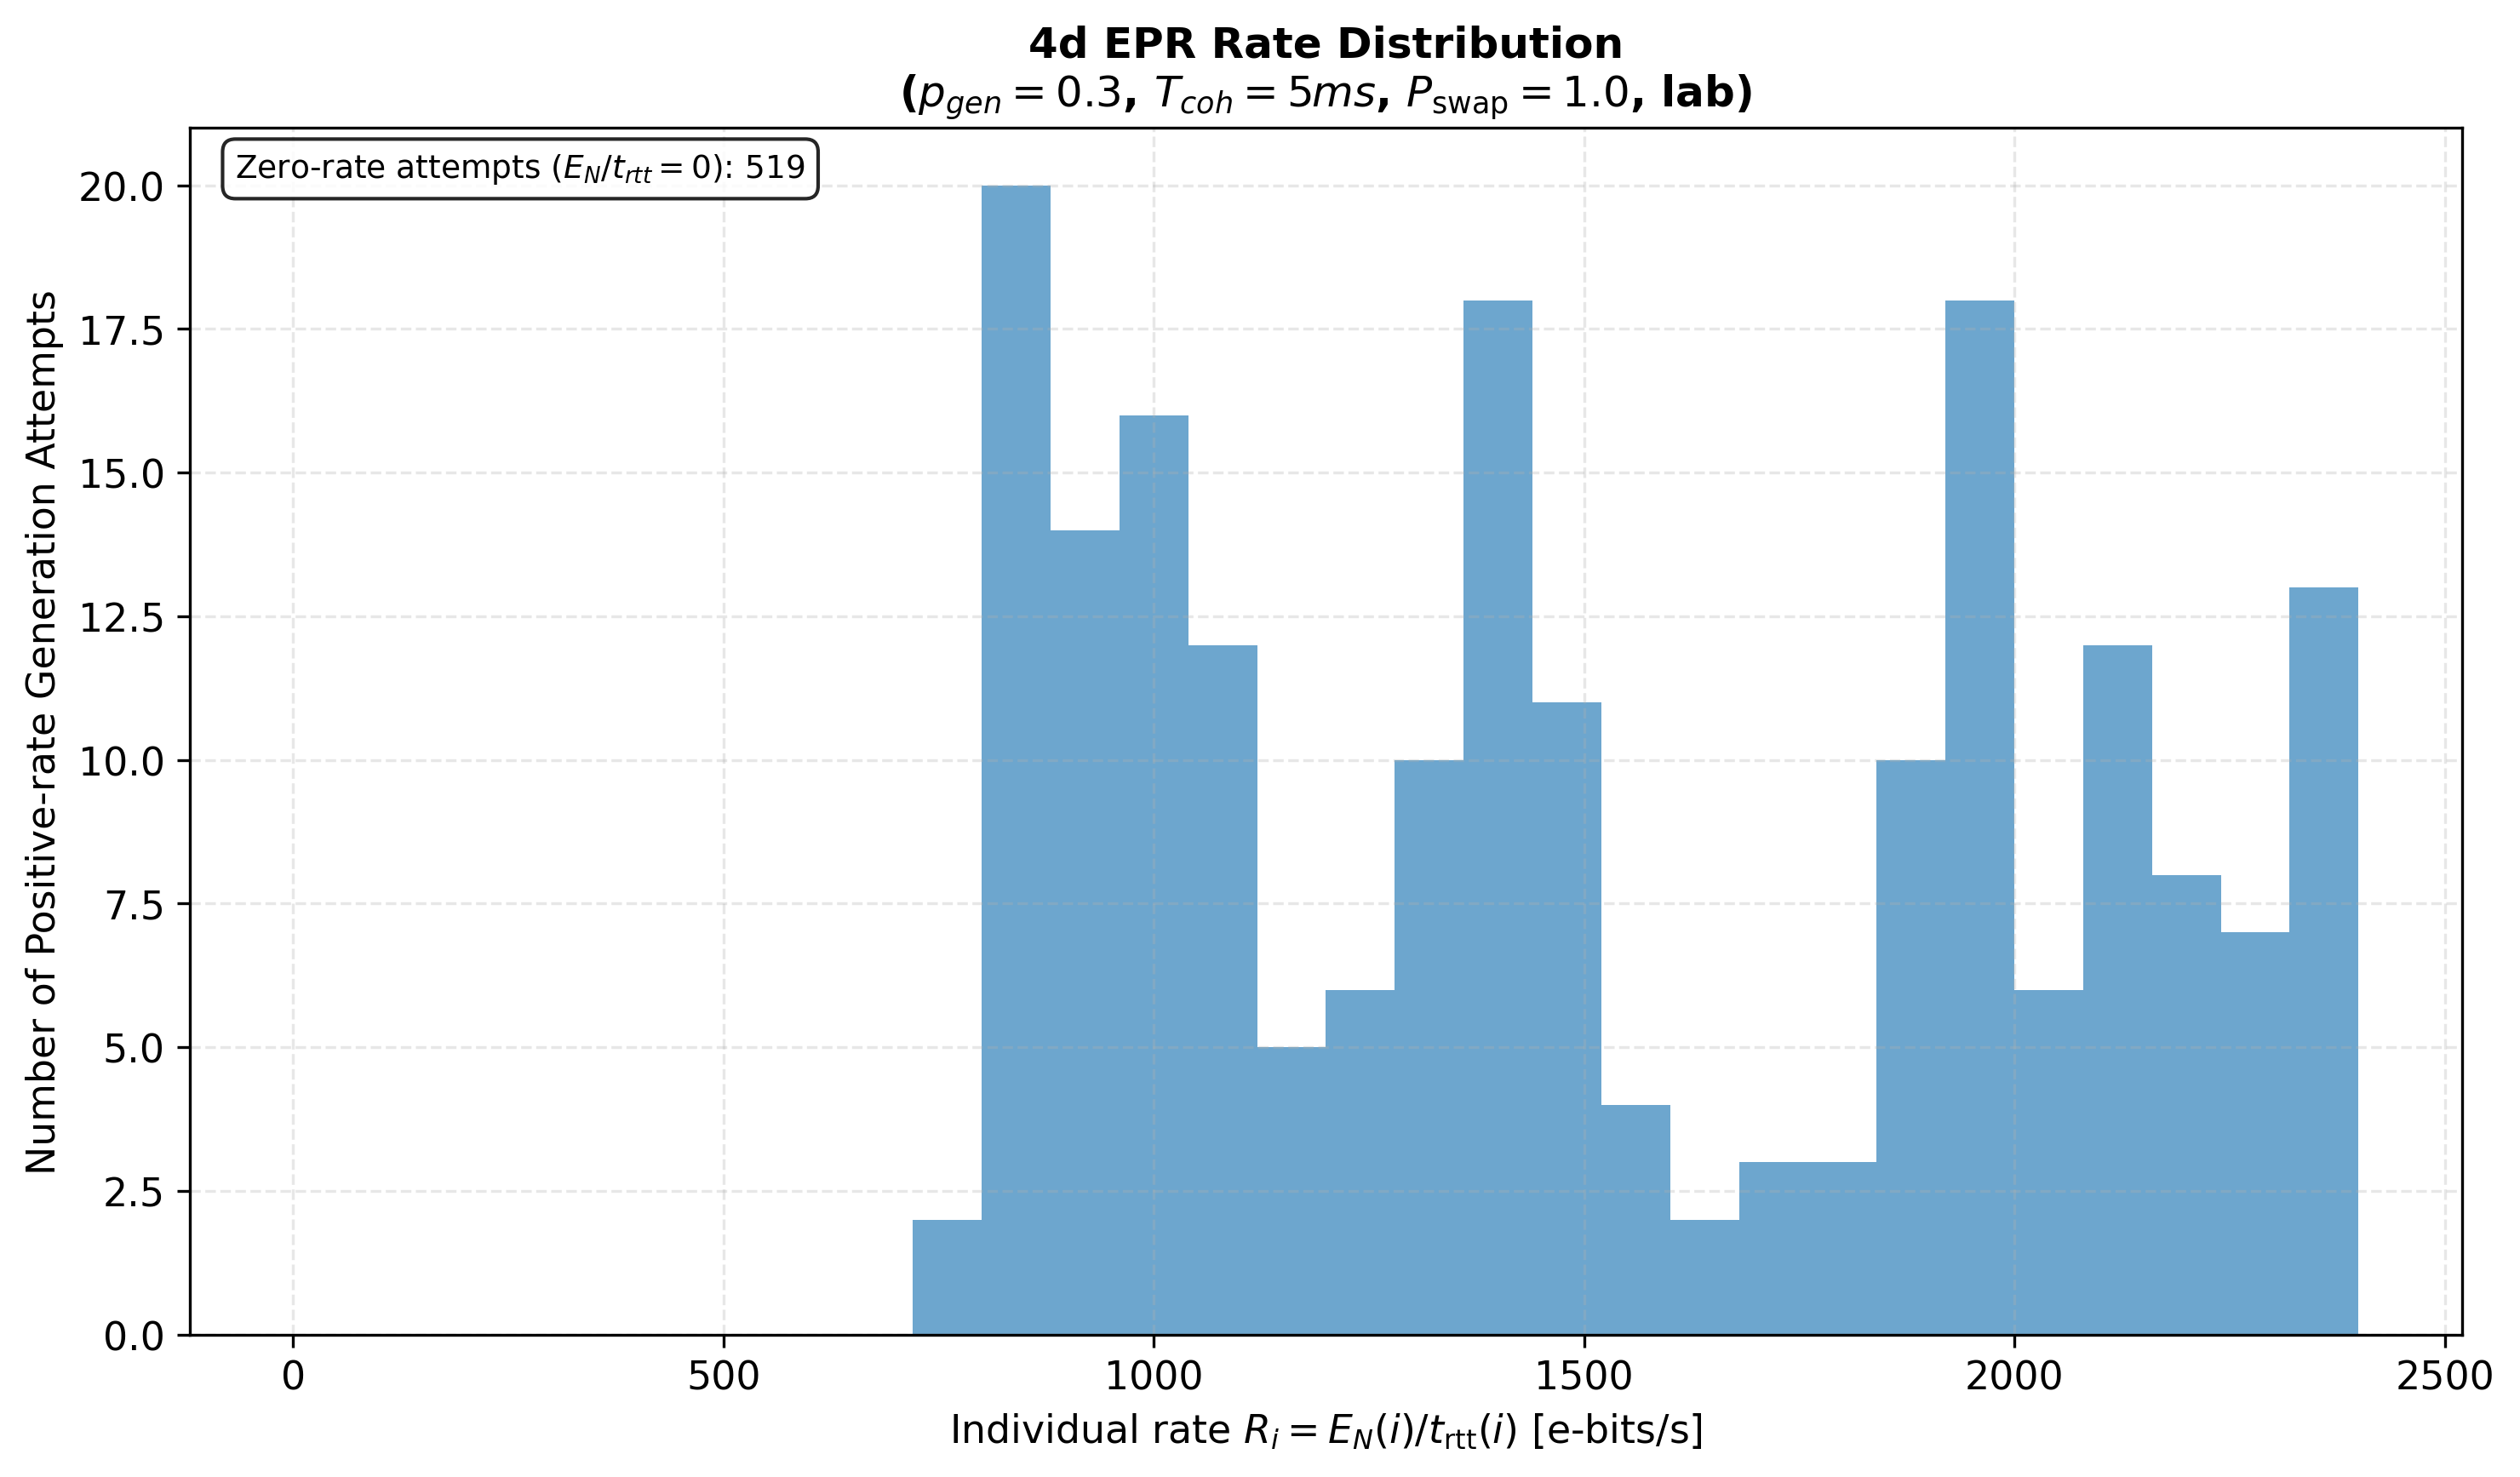 4d EPR Rate Distribution
(p_gen = 0.3, T_coh = 5ms, P_swap = 1.0, lab)
Zero-rate attempts (E_N/t_rtt = 0): 519
Number of Positive-rate Generation Attempts
20.0
17.5
15.0
12.5
10.0
7.5
5.0
2.5
0.0
0 500 1000 1500 2000 2500
Individual rate R_i = E_N(i)/t_rtt(i) [e-bits/s]